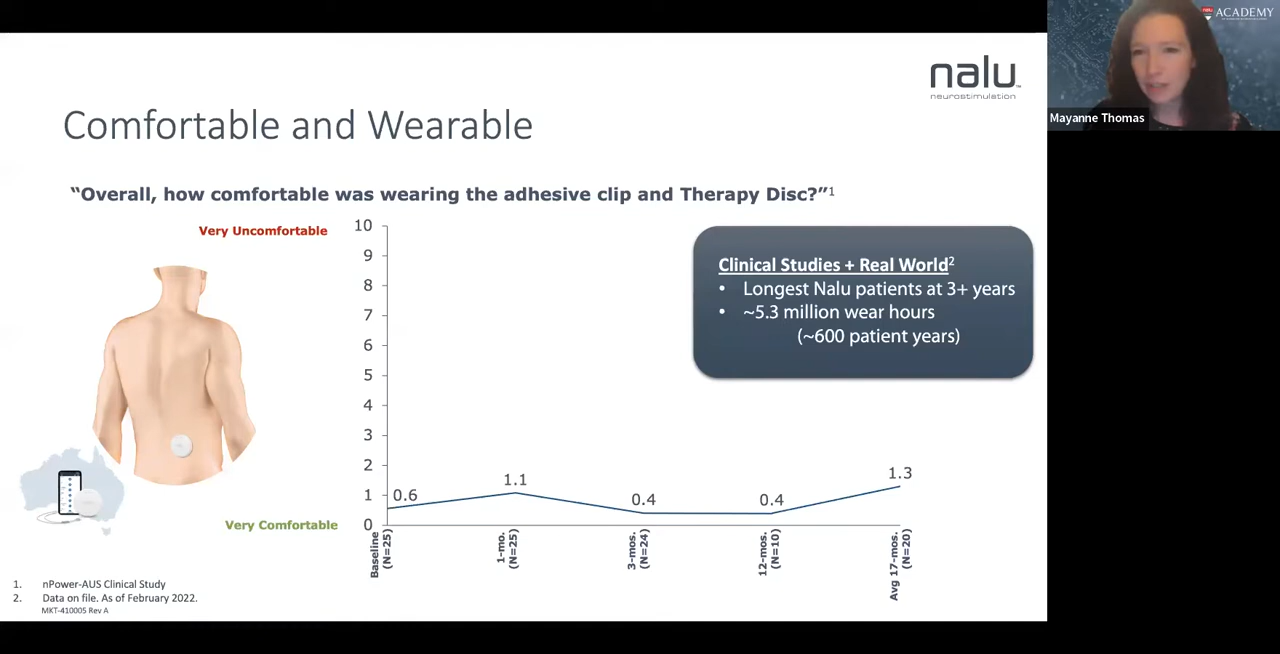 ACADEMY
nalu
neurostimulation
Mayanne Thomas
Comfortable and Wearable
“Overall, how comfortable was wearing the adhesive clip and Therapy Disc?”1
Very Uncomfortable
10
9
8
7
6
5
4
3
2
1
0
Very Comfortable
0.6
1.1
0.4
0.4
1.3
Baseline
(N=25)
1-mo.
(N=25)
3-mos.
(N=24)
12-mos.
(N=10)
Avg 17-mos.
(N=20)
Clinical Studies + Real World2
• Longest Nalu patients at 3+ years
• ~5.3 million wear hours
(~600 patient years)
1. nPower-AUS Clinical Study
2. Data on file. As of February 2022.
MKT-410005 Rev A